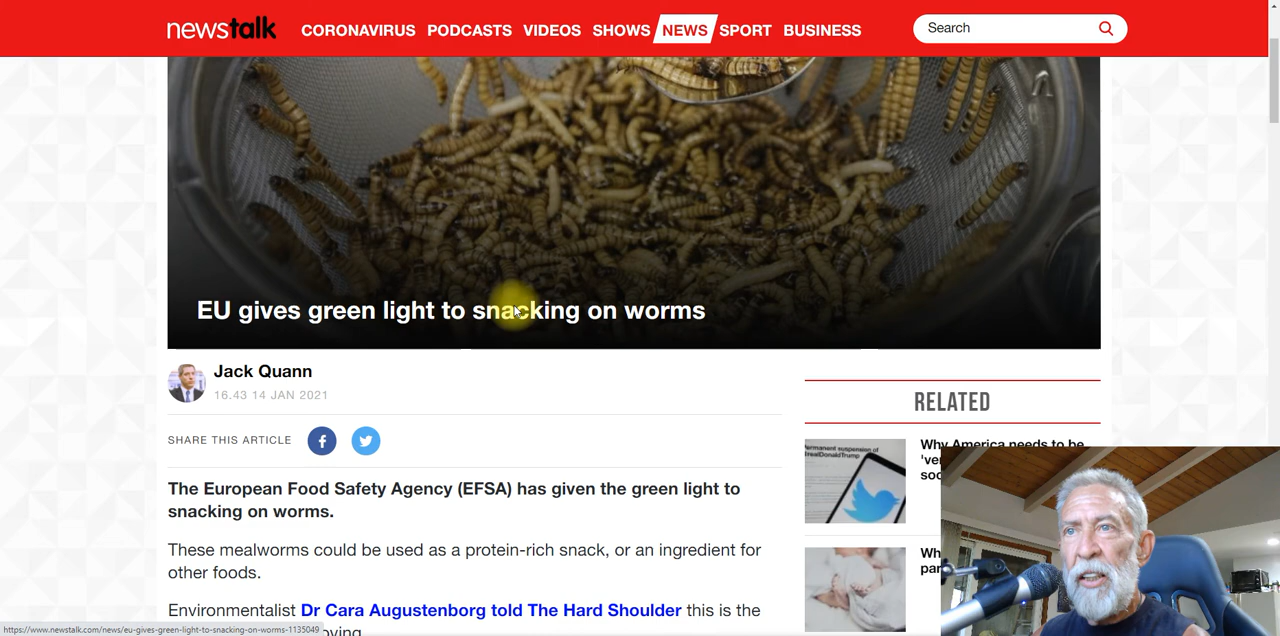 newstalk CORONAVIRUS PODCASTS VIDEOS SHOWS NEWS SPORT BUSINESS Search
EU gives green light to snacking on worms
Jack Quann
16.43 14 JAN 2021
SHARE THIS ARTICLE
The European Food Safety Agency (EFSA) has given the green light to
snacking on worms.
These mealworms could be used as a protein-rich snack, or an ingredient for
other foods.
Environmentalist Dr Cara Augustenborg told The Hard Shoulder this is the
RELATED
Permanent suspension of
@realDonaldTrump
Why America needs to be
https://www.newstalk.com/news/eu-gives-green-light-to-snacking-on-worms-1135049